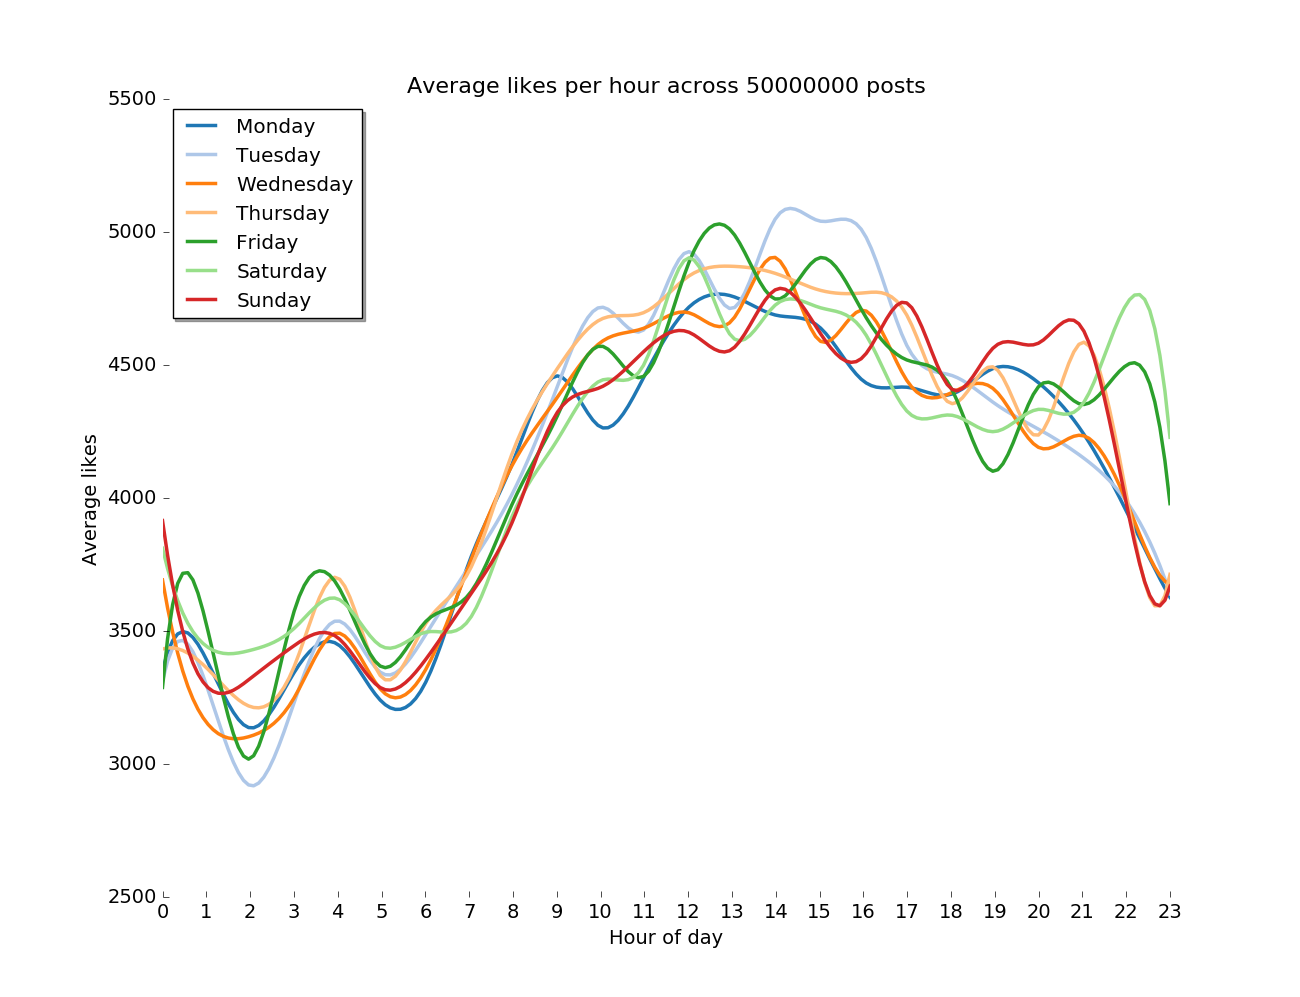 Average likes per hour across 50000000 posts
5500
5000
4500
4000
3500
3000
2500
Average likes
Monday
Tuesday
Wednesday
Thursday
Friday
Saturday
Sunday
0 1 2 3 4 5 6 7 8 9 10 11 12 13 14 15 16 17 18 19 20 21 22 23
Hour of day